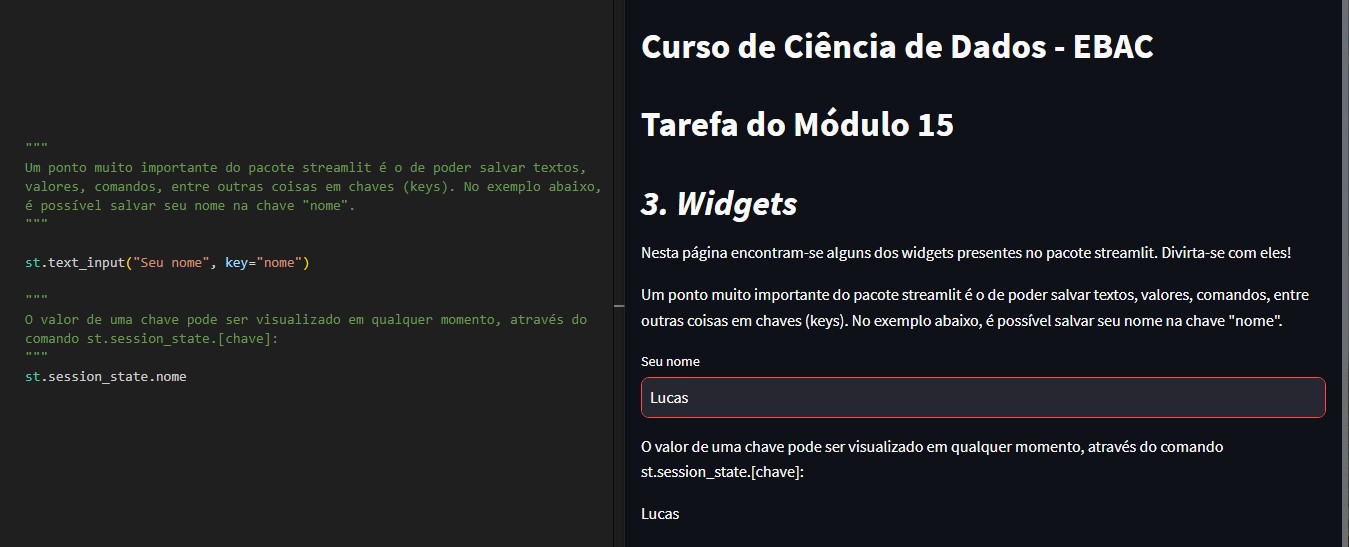 """
Um ponto muito importante do pacote streamlit é o de poder salvar textos,
valores, comandos, entre outras coisas em chaves (keys). No exemplo abaixo,
é possível salvar seu nome na chave "nome".
"""
st.text_input("Seu nome", key="nome")
"""
O valor de uma chave pode ser visualizado em qualquer momento, através do
comando st.session_state.[chave]:
"""
st.session_state.nome
Curso de Ciência de Dados - EBAC
Tarefa do Módulo 15
3. Widgets
Nesta página encontram-se alguns dos widgets presentes no pacote streamlit. Divirta-se com eles!
Um ponto muito importante do pacote streamlit é o de poder salvar textos, valores, comandos, entre
outras coisas em chaves (keys). No exemplo abaixo, é possível salvar seu nome na chave "nome".
Seu nome
Lucas
O valor de uma chave pode ser visualizado em qualquer momento, através do comando
st.session_state.[chave]:
Lucas